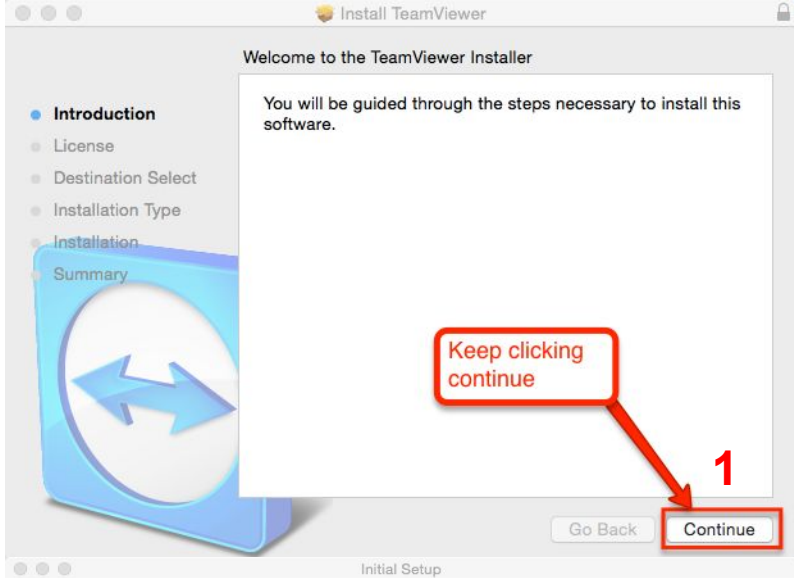 Install TeamViewer
Welcome to the TeamViewer Installer
Introduction
License
Destination Select
Installation Type
Installation
Summary
You will be guided through the steps necessary to install this
software.
Keep clicking
continue
1
Go Back
Continue
Initial Setup